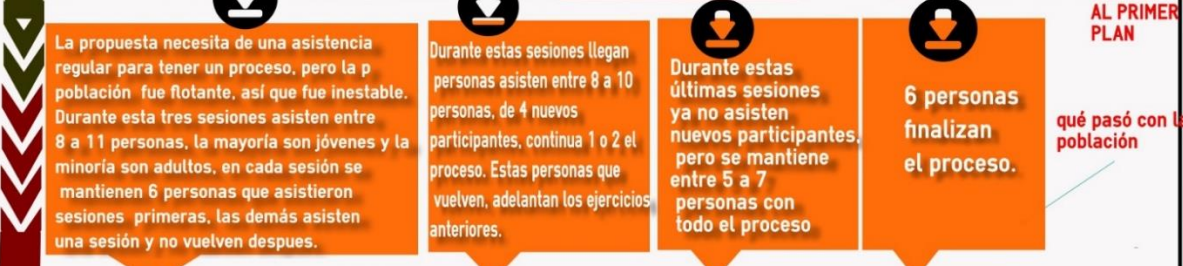 La propuesta necesita de una asistencia
regular para tener un proceso, pero la p
población fue flotante, así que fue inestable.
Durante esta tres sesiones asisten entre
8 a 11 personas, la mayoría son jóvenes y la
minoría son adultos, en cada sesión se
mantienen 6 personas que asistieron
sesiones primeras, las demás asisten
una sesión y no vuelven despues.
Durante estas sesiones llegan
personas asisten entre 8 a 10
personas, de 4 nuevos
participantes, continua 1 o 2 el
proceso. Estas personas que
vuelven, adelantan los ejercicios
anteriores.
Durante estas
últimas sesiones
ya no asisten
nuevos participantes,
pero se mantiene
entre 5 a 7
personas con
todo el proceso
6 personas
finalizan
el proceso.
AL PRIMER
PLAN
qué pasó con
población